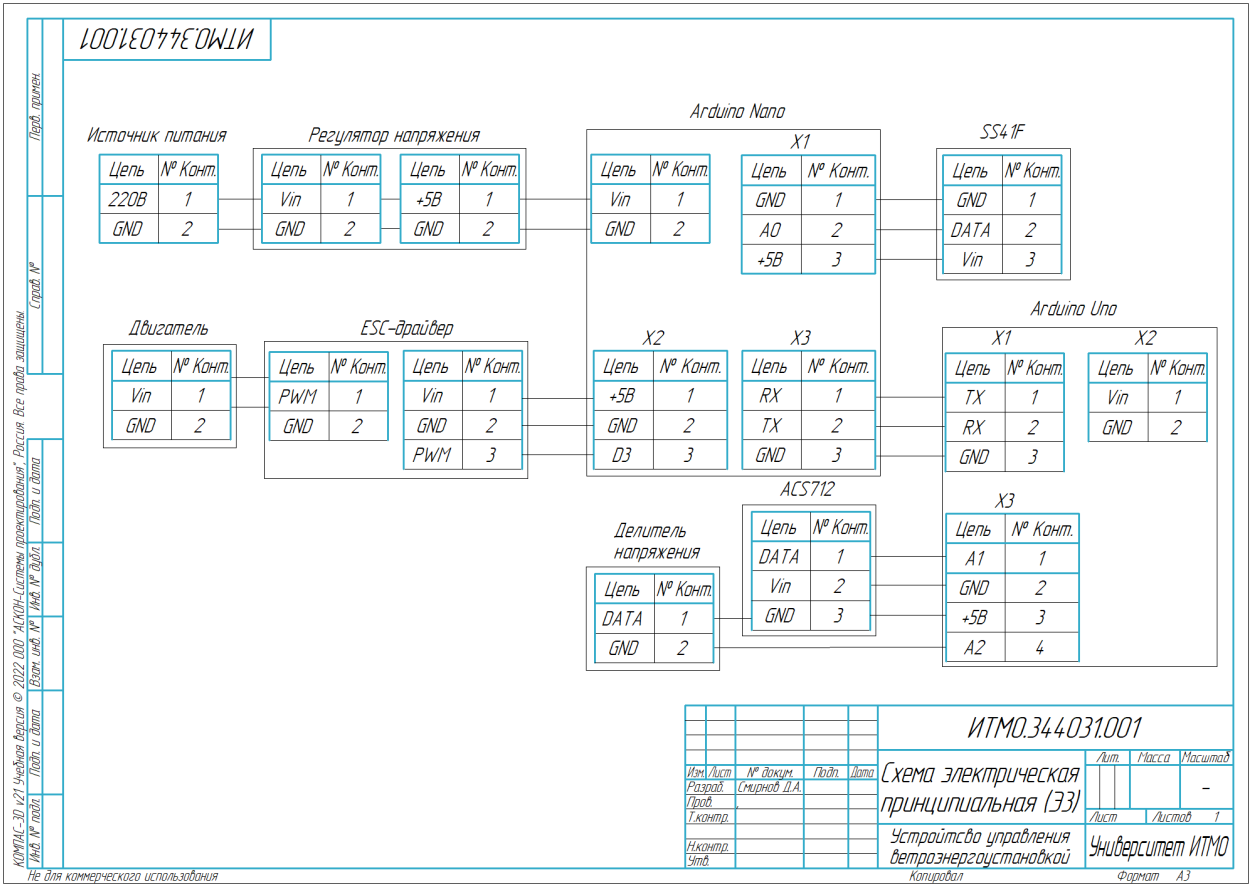 ИТМО.344031.001
Перв. примен.
Справ. №
Подп. и дата
Инв. № дубл.
Взам. инв. №
Подп. и дата
Инв. № подл.
КОМПАС-3D v21 Учебная версия © 2022 ООО "АСКОН-Системы проектирования", Россия. Все права защищены.
Источник питания
Цепь № Конт.
220В 1
GND 2
Регулятор напряжения
Цепь № Конт.
Vin 1
GND 2
Цепь № Конт.
+5В 1
GND 2
Arduino Nano
Цепь № Конт.
Vin 1
GND 2
X1
Цепь № Конт.
GND 1
A0 2
+5В 3
SS41F
Цепь № Конт.
GND 1
DATA 2
Vin 3
Двигатель
Цепь № Конт.
Vin 1
GND 2
ESC-драйвер
Цепь № Конт.
PWM 1
GND 2
Цепь № Конт.
Vin 1
GND 2
PWM 3
X2
Цепь № Конт.
+5В 1
GND 2
D3 3
X3
Цепь № Конт.
RX 1
TX 2
GND 3
Arduino Uno
X1
Цепь № Конт.
TX 1
RX 2
GND 3
X2
Цепь № Конт.
Vin 1
GND 2
ACS712
Цепь № Конт.
DATA 1
Vin 2
GND 3
X3
Цепь № Конт.
A1 1
GND 2
+5В 3
A2 4
Делитель
напряжения
Цепь № Конт.
DATA 1
GND 2
ИТМО.344031.001
Изм. Лист № докум. Подп. Дата
Разраб. Смирнов Д.А.
Пров.
Т.контр.
Н.контр.
Утв.
Схема электрическая
принципиальная (Э3)
Лит. Масса Масштаб
–
Лист Листов 1
Устройтсво управления
ветроэнергоустановкой
Университет ИТМО
Не для коммерческого использования
Копировал
Формат А3